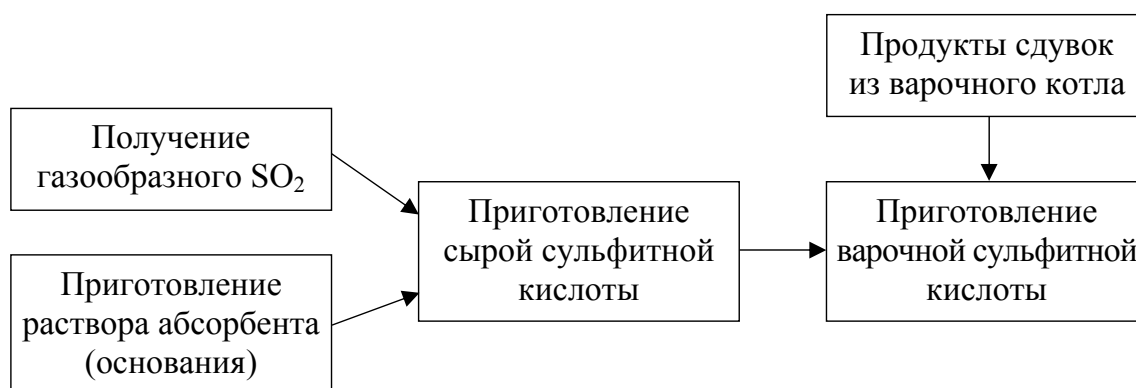 Продукты сдувок
из варочного котла
Получение
газообразного SO₂
Приготовление
раствора абсорбента
(основания)
Приготовление
сырой сульфитной
кислоты
Приготовление
варочной сульфитной
кислоты